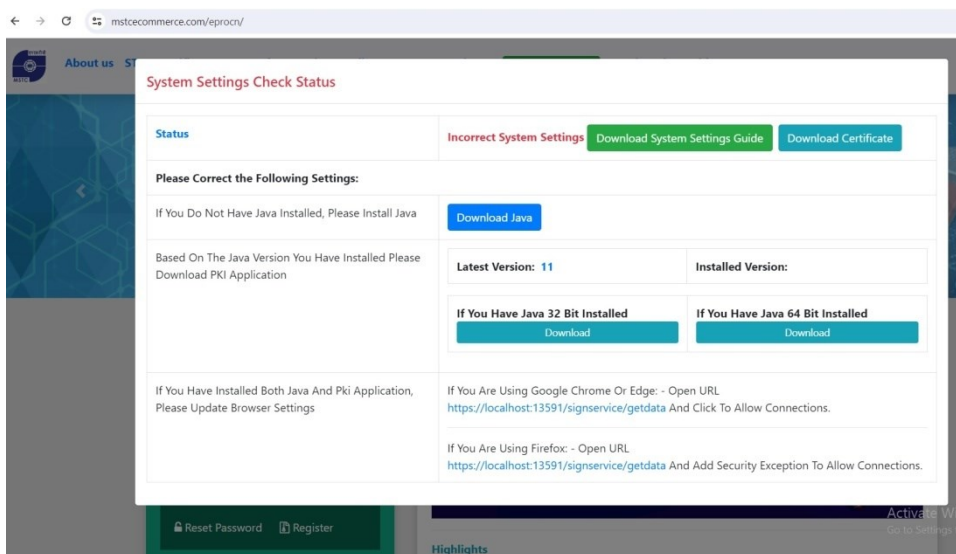 mstcecommerce.com/eprocn/
About us
System Settings Check Status
Status
Incorrect System Settings
Download System Settings Guide
Download Certificate
Please Correct the Following Settings:
If You Do Not Have Java Installed, Please Install Java
Download Java
Based On The Java Version You Have Installed Please
Download PKI Application
Latest Version: 11
Installed Version:
If You Have Java 32 Bit Installed
Download
If You Have Java 64 Bit Installed
Download
If You Have Installed Both Java And Pki Application,
Please Update Browser Settings
If You Are Using Google Chrome Or Edge: - Open URL
https://localhost:13591/signservice/getdata And Click To Allow Connections.
If You Are Using Firefox: - Open URL
https://localhost:13591/signservice/getdata And Add Security Exception To Allow Connections.
Reset Password
Register
Activate W
Go to Settings
Highlights